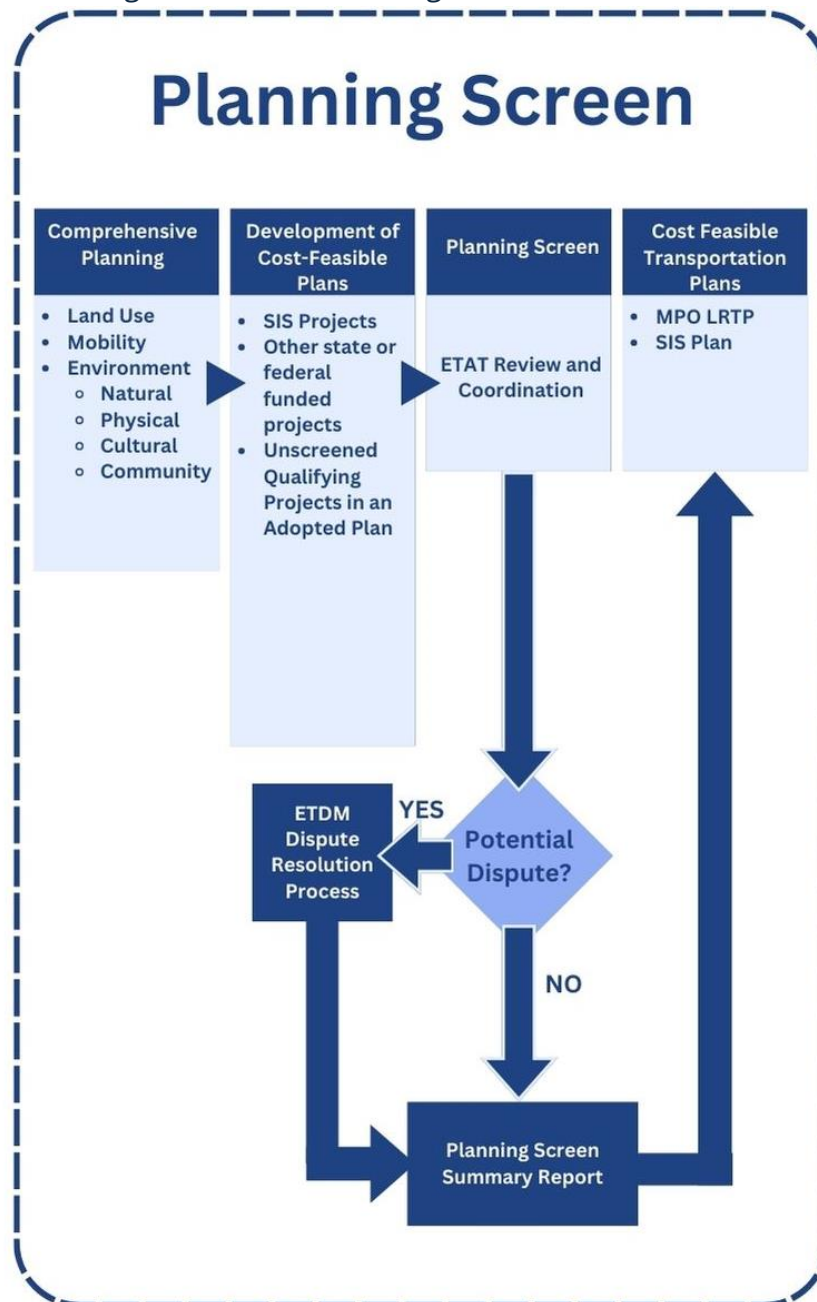 Planning Screen
Comprehensive
Planning
• Land Use
• Mobility
• Environment
○ Natural
○ Physical
○ Cultural
○ Community
Development of
Cost-Feasible
Plans
• SIS Projects
• Other state or
federal
funded
projects
• Unscreened
Qualifying
Projects in an
Adopted Plan
Planning Screen
ETAT Review and
Coordination
Cost Feasible
Transportation
Plans
• MPO LRTP
• SIS Plan
Potential
Dispute?
YES
ETDM
Dispute
Resolution
Process
NO
Planning Screen
Summary Report